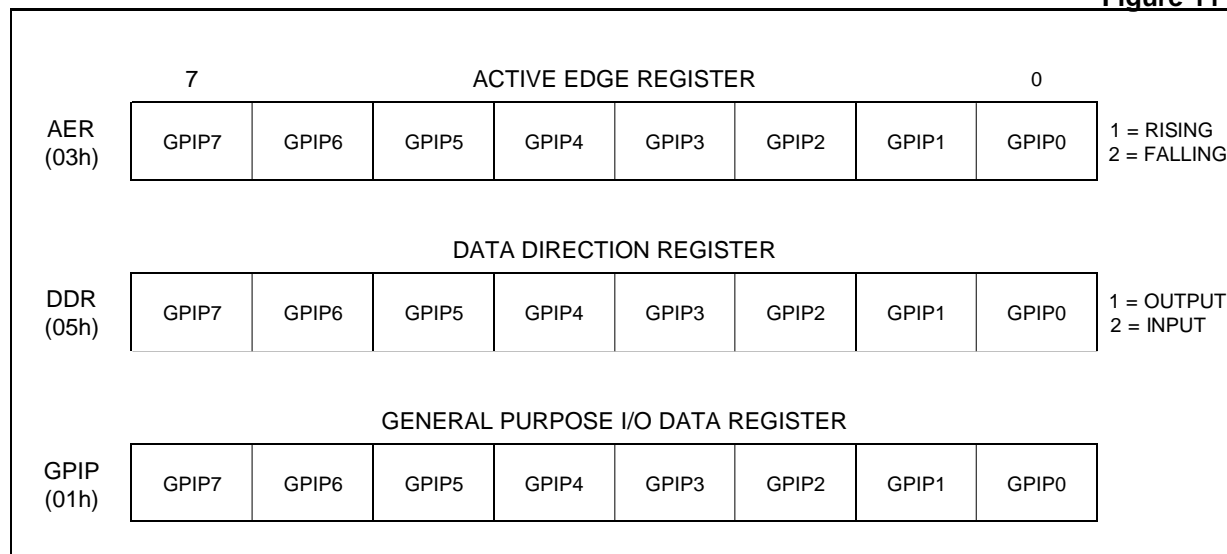 7 ACTIVE EDGE REGISTER 0
AER
(03h)
GPIP7 GPIP6 GPIP5 GPIP4 GPIP3 GPIP2 GPIP1 GPIP0
1 = RISING
2 = FALLING
DATA DIRECTION REGISTER
DDR
(05h)
GPIP7 GPIP6 GPIP5 GPIP4 GPIP3 GPIP2 GPIP1 GPIP0
1 = OUTPUT
2 = INPUT
GENERAL PURPOSE I/O DATA REGISTER
GPIP
(01h)
GPIP7 GPIP6 GPIP5 GPIP4 GPIP3 GPIP2 GPIP1 GPIP0